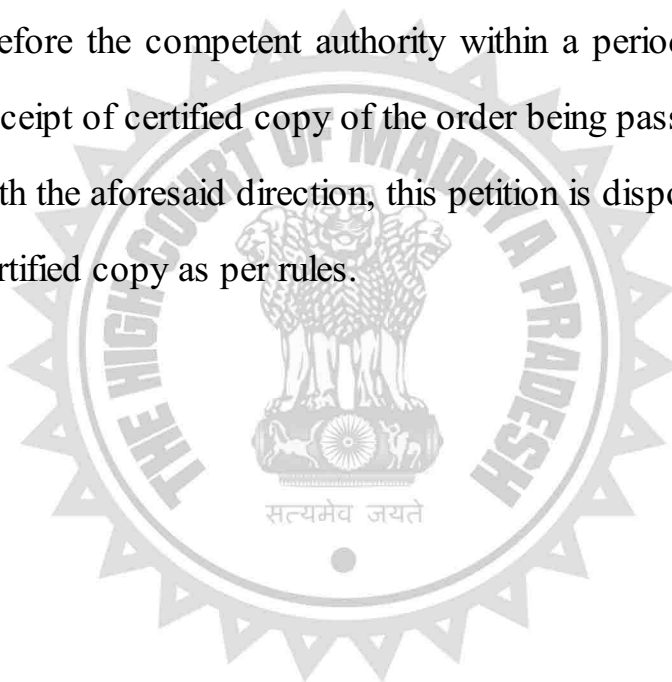 efore the competent authority within a period
ceipt of certified copy of the order being pass
th the aforesaid direction, this petition is dispo
rtified copy as per rules.
THE HIGH COURT OF MADHYA PRADESH
सत्यमेव जयते